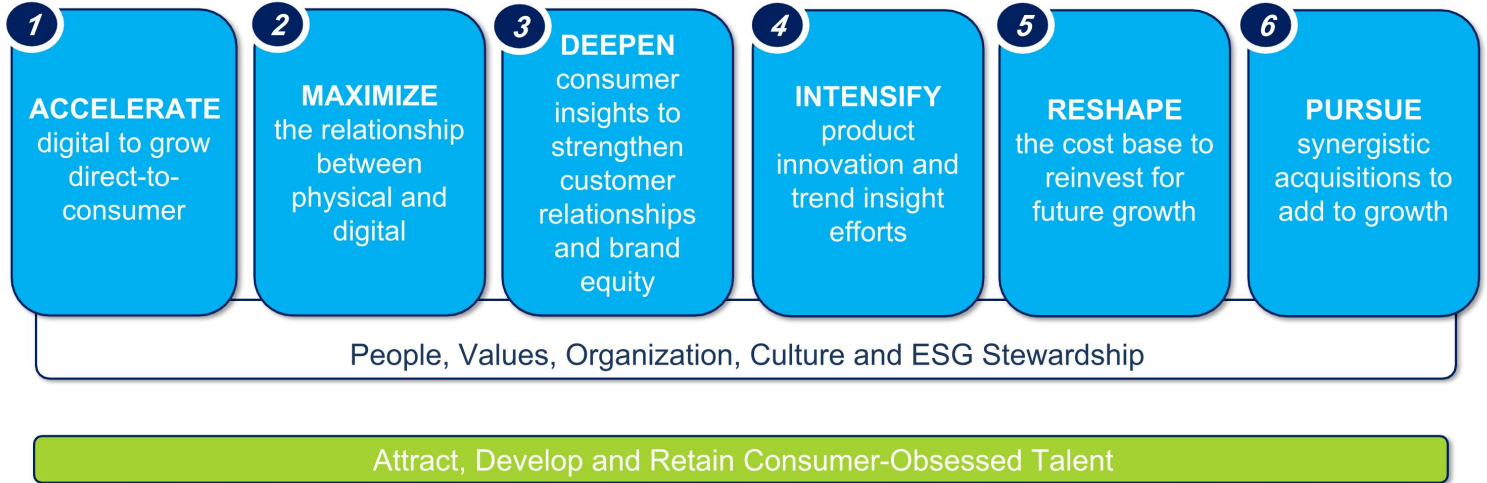 1
ACCELERATE
digital to grow
direct-to-
consumer
2
MAXIMIZE
the relationship
between
physical and
digital
3
DEEPEN
consumer
insights to
strengthen
customer
relationships
and brand
equity
4
INTENSIFY
product
innovation and
trend insight
efforts
5
RESHAPE
the cost base to
reinvest for
future growth
6
PURSUE
synergistic
acquisitions to
add to growth
People, Values, Organization, Culture and ESG Stewardship
Attract, Develop and Retain Consumer-Obsessed Talent